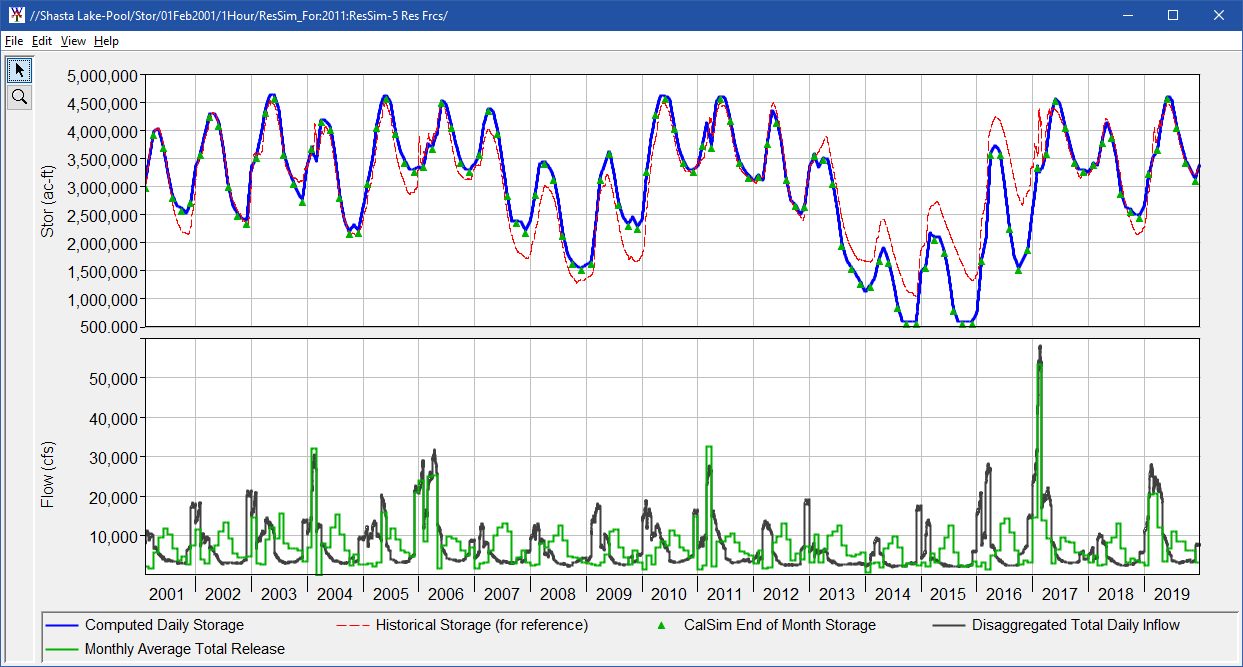 //Shasta Lake-Pool/Stor/01Feb2001/1Hour/ResSim_For:2011:ResSim-5 Res Frcs/
File Edit View Help
5,000,000
4,500,000
4,000,000
3,500,000
3,000,000
2,500,000
2,000,000
1,500,000
1,000,000
500,000
Stor (ac-ft)
50,000
40,000
30,000
20,000
10,000
Flow (cfs)
2001 2002 2003 2004 2005 2006 2007 2008 2009 2010 2011 2012 2013 2014 2015 2016 2017 2018 2019
Computed Daily Storage Historical Storage (for reference) CalSim End of Month Storage Disaggregated Total Daily Inflow
Monthly Average Total Release